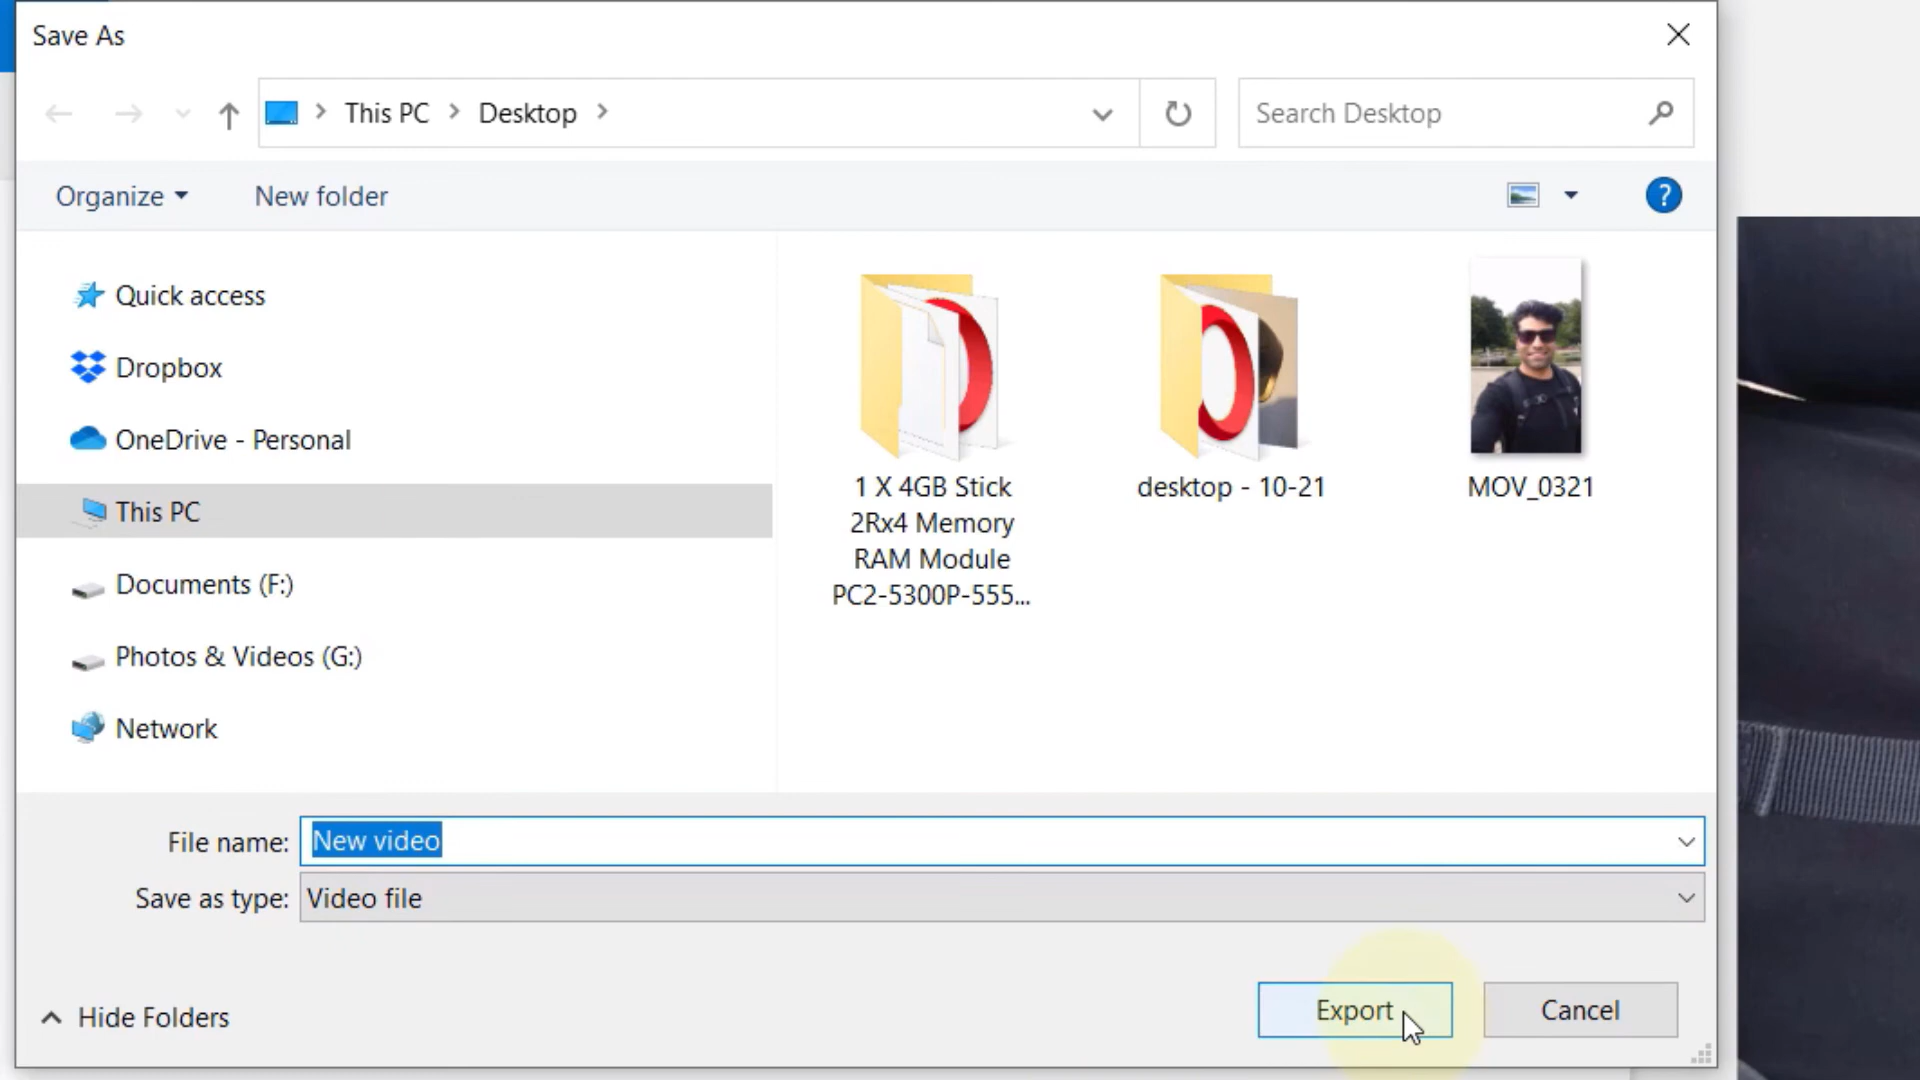 Save As
This PC
Desktop
Search Desktop
Organize
New folder
?
Quick access
Dropbox
OneDrive - Personal
This PC
Documents (F:)
Photos & Videos (G:)
Network
1 X 4GB Stick
2Rx4 Memory
RAM Module
PC2-5300P-555...
desktop - 10-21
MOV_0321
File name: New video
Save as type: Video file
Hide Folders
Export
Cancel